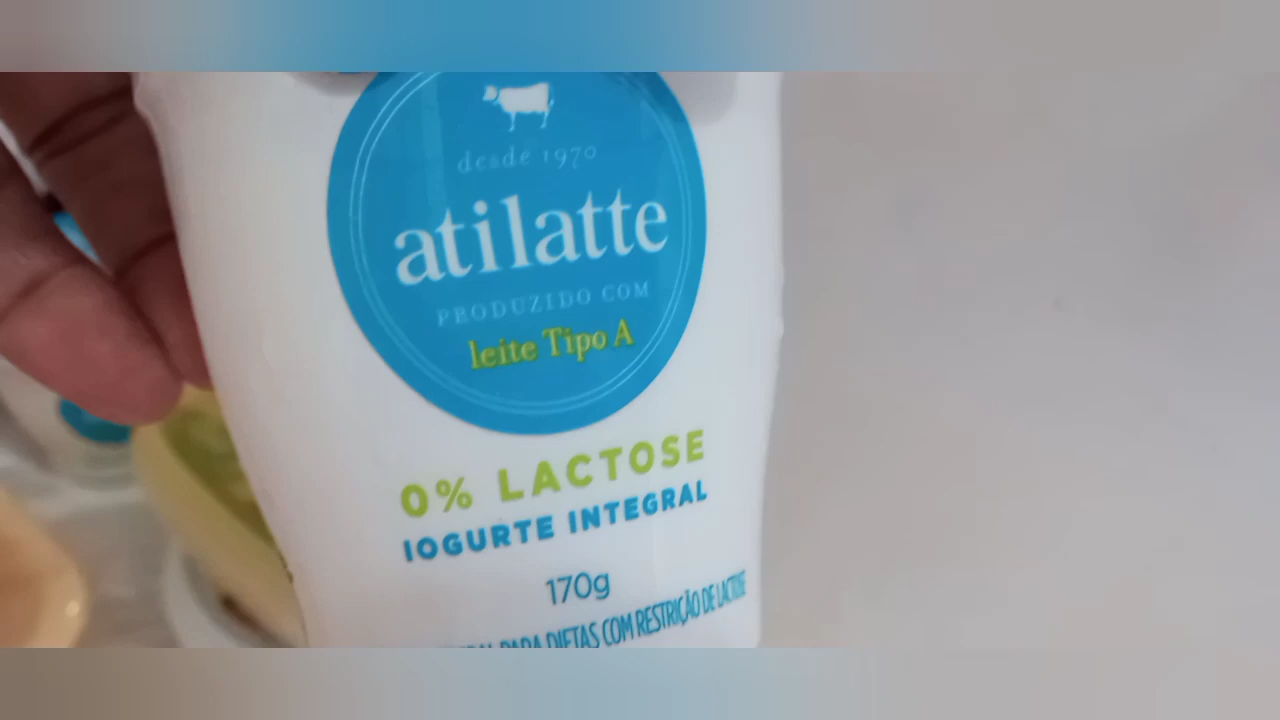 desde 1970
atilatte
PRODUZIDO COM
leite Tipo A
0% LACTOSE
IOGURTE INTEGRAL
170g
PARA DIETAS COM RESTRIÇÃO DE LACTOSE